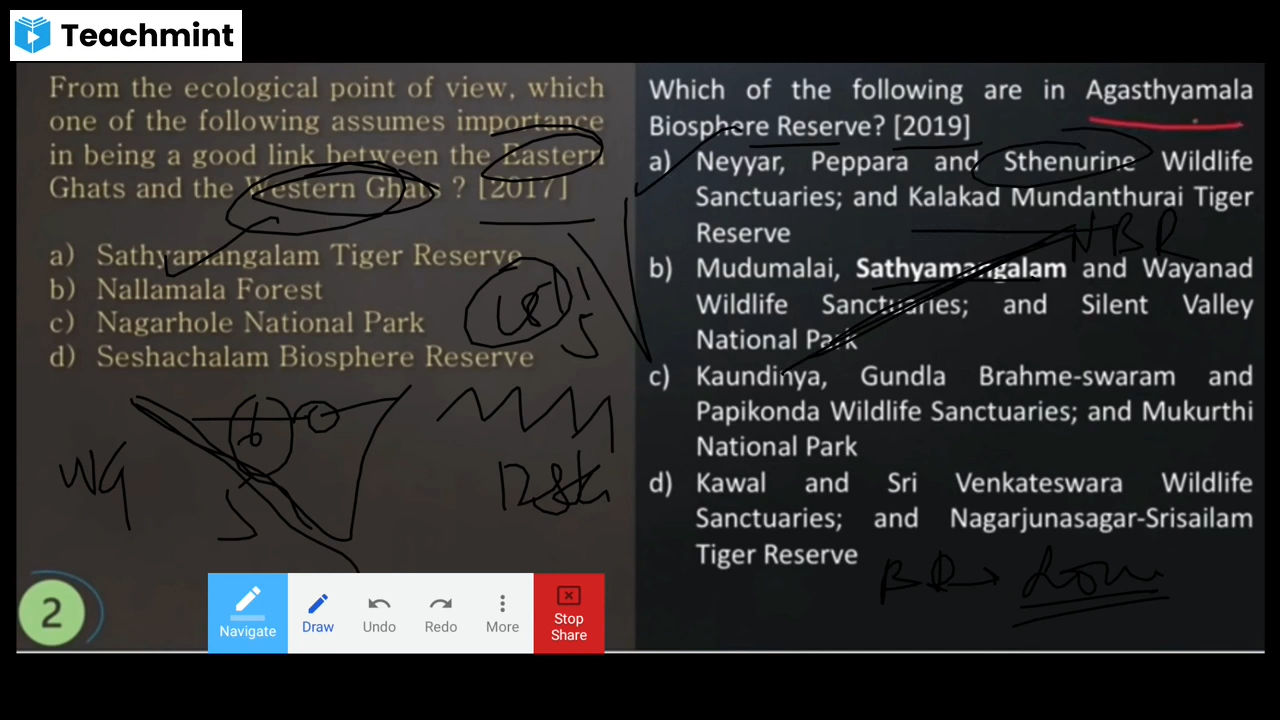 Teachmint
From the ecological point of view, which
one of the following assumes importance
in being a good link between the Eastern
Ghats and the Western Ghats ? [2017]
a) Sathyamangalam Tiger Reserve
b) Nallamala Forest
c) Nagarhole National Park
d) Seshachalam Biosphere Reserve
WG
2
Which of the following are in Agasthyamala
Biosphere Reserve? [2019]
a) Neyyar, Peppara and Sthenurine Wildlife
Sanctuaries; and Kalakad Mundanthurai Tiger
Reserve
NBR
b) Mudumalai, Sathyamangalam and Wayanad
Wildlife Sanctuaries; and Silent Valley
National Park
c) Kaundinya, Gundla Brahme-swaram and
Papikonda Wildlife Sanctuaries; and Mukurthi
National Park
d) Kawal and Sri Venkateswara Wildlife
Sanctuaries; and Nagarjunasagar-Srisailam
Tiger Reserve
BR
Navigate
Draw
Undo
Redo
More
Stop
Share